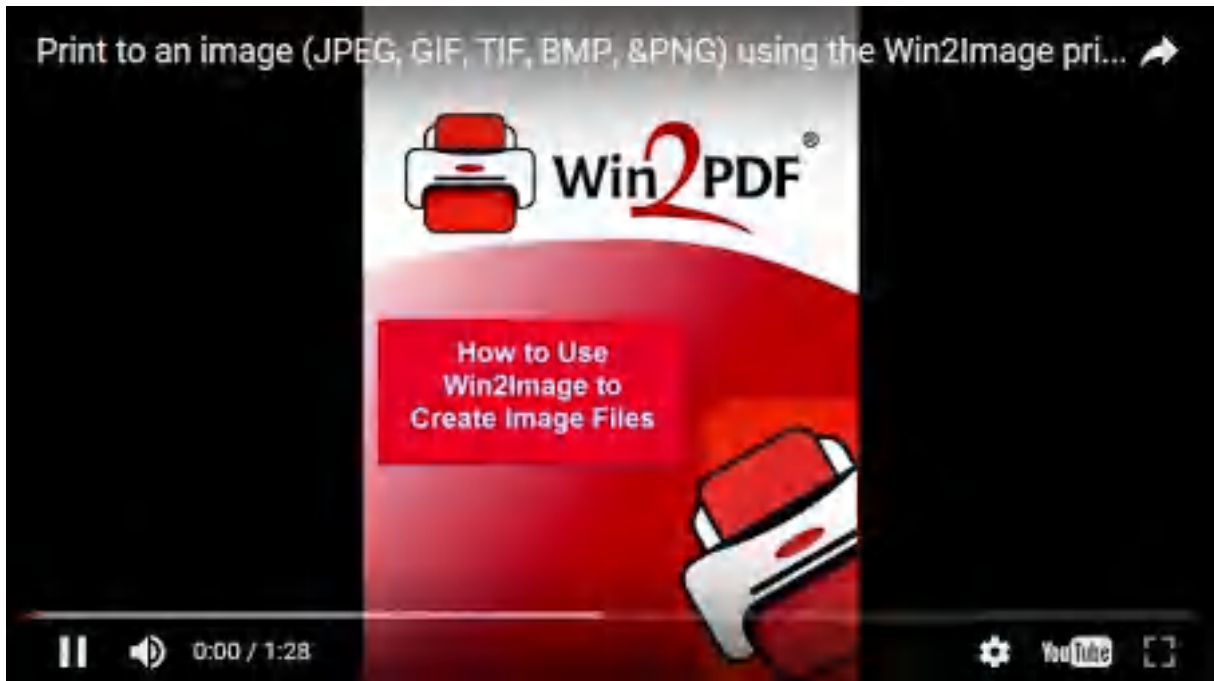 Print to an image (JPEG, GIF, TIF, BMP, &PNG) using the Win2Image pri...
Win2PDF®
How to Use
Win2Image to
Create Image Files
0:00 / 1:28
YouTube